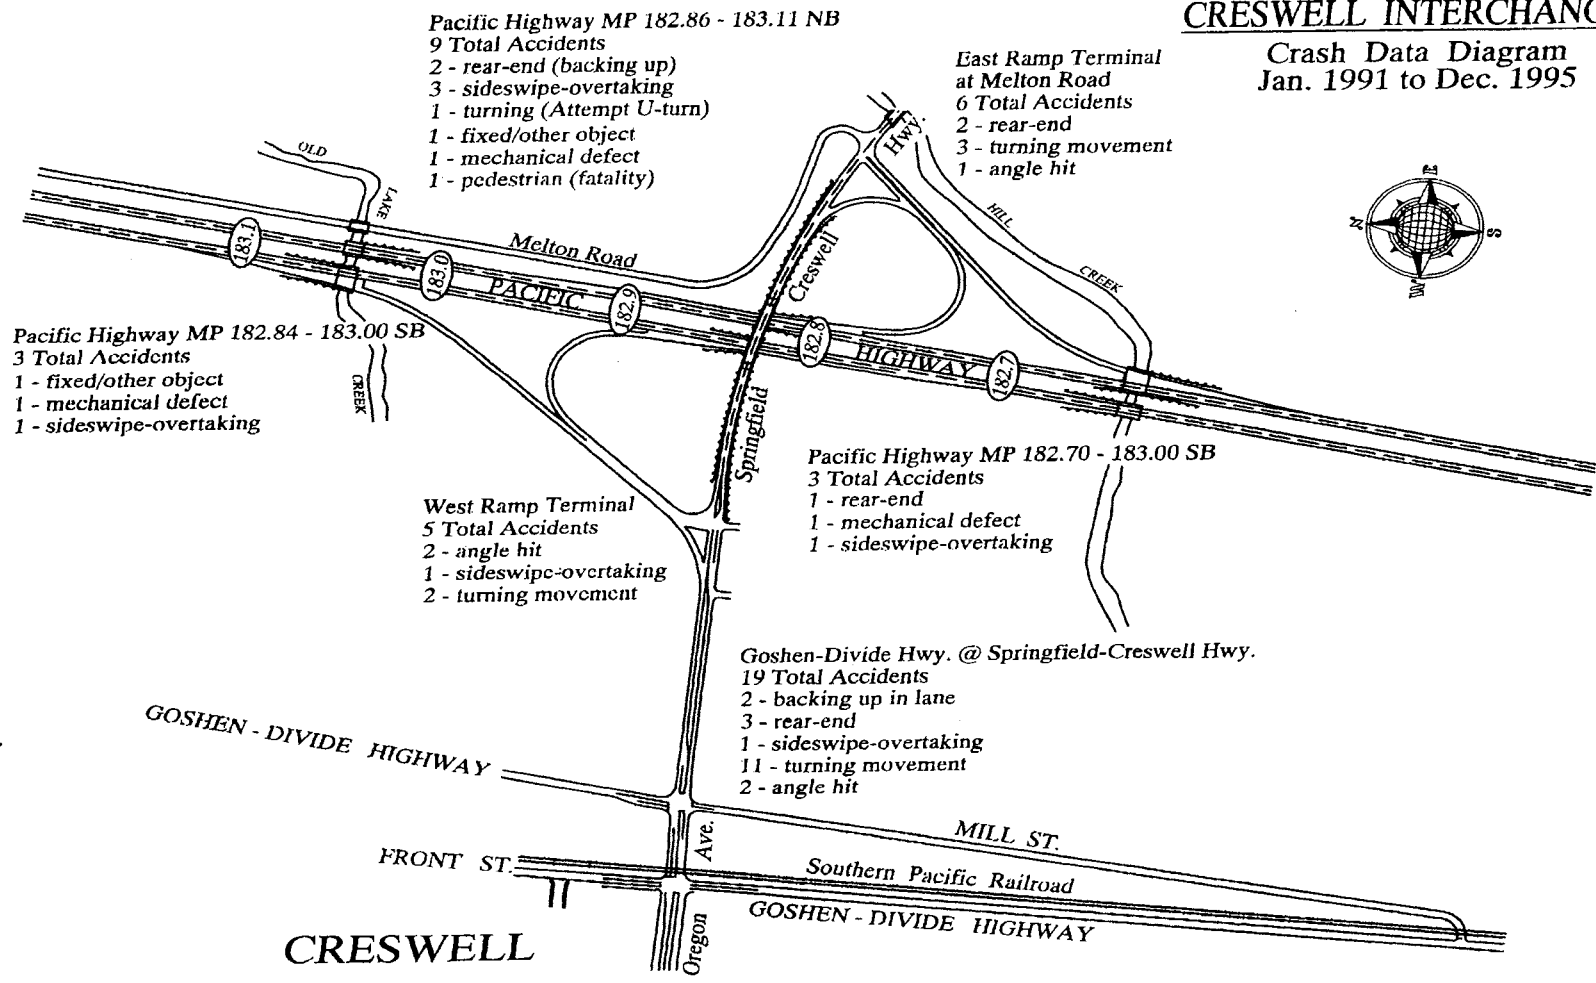 CRESWELL INTERCHANG
Crash Data Diagram
Jan. 1991 to Dec. 1995
Pacific Highway MP 182.86 - 183.11 NB
9 Total Accidents
2 - rear-end (backing up)
3 - sideswipe-overtaking
1 - turning (Attempt U-turn)
1 - fixed/other object
1 - mechanical defect
1 - pedestrian (fatality)
East Ramp Terminal
at Melton Road
6 Total Accidents
2 - rear-end
3 - turning movement
1 - angle hit
OLD
LAKE
CREEK
Hwy.
HILL
CREEK
E
N
S
W
Melton Road
Creswell
Springfield
183.1
183.0
PACIFIC
182.9
182.8
HIGHWAY
182.7
Pacific Highway MP 182.84 - 183.00 SB
3 Total Accidents
1 - fixed/other object
1 - mechanical defect
1 - sideswipe-overtaking
Pacific Highway MP 182.70 - 183.00 SB
3 Total Accidents
1 - rear-end
1 - mechanical defect
1 - sideswipe-overtaking
West Ramp Terminal
5 Total Accidents
2 - angle hit
1 - sideswipe-overtaking
2 - turning movement
Goshen-Divide Hwy. @ Springfield-Creswell Hwy.
19 Total Accidents
2 - backing up in lane
3 - rear-end
1 - sideswipe-overtaking
11 - turning movement
2 - angle hit
GOSHEN - DIVIDE HIGHWAY
MILL ST.
FRONT ST.
Ave.
Oregon
Southern Pacific Railroad
GOSHEN - DIVIDE HIGHWAY
CRESWELL